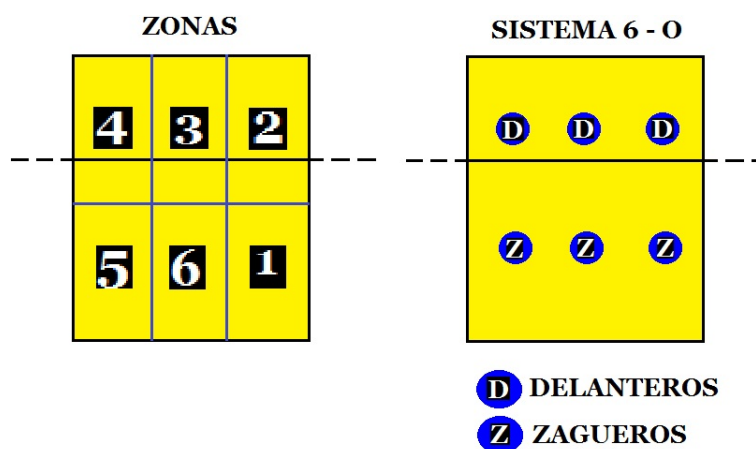 ZONAS
4 3 2
5 6 1
SISTEMA 6 - O
D D D
Z Z Z
D DELANTEROS
Z ZAGUEROS